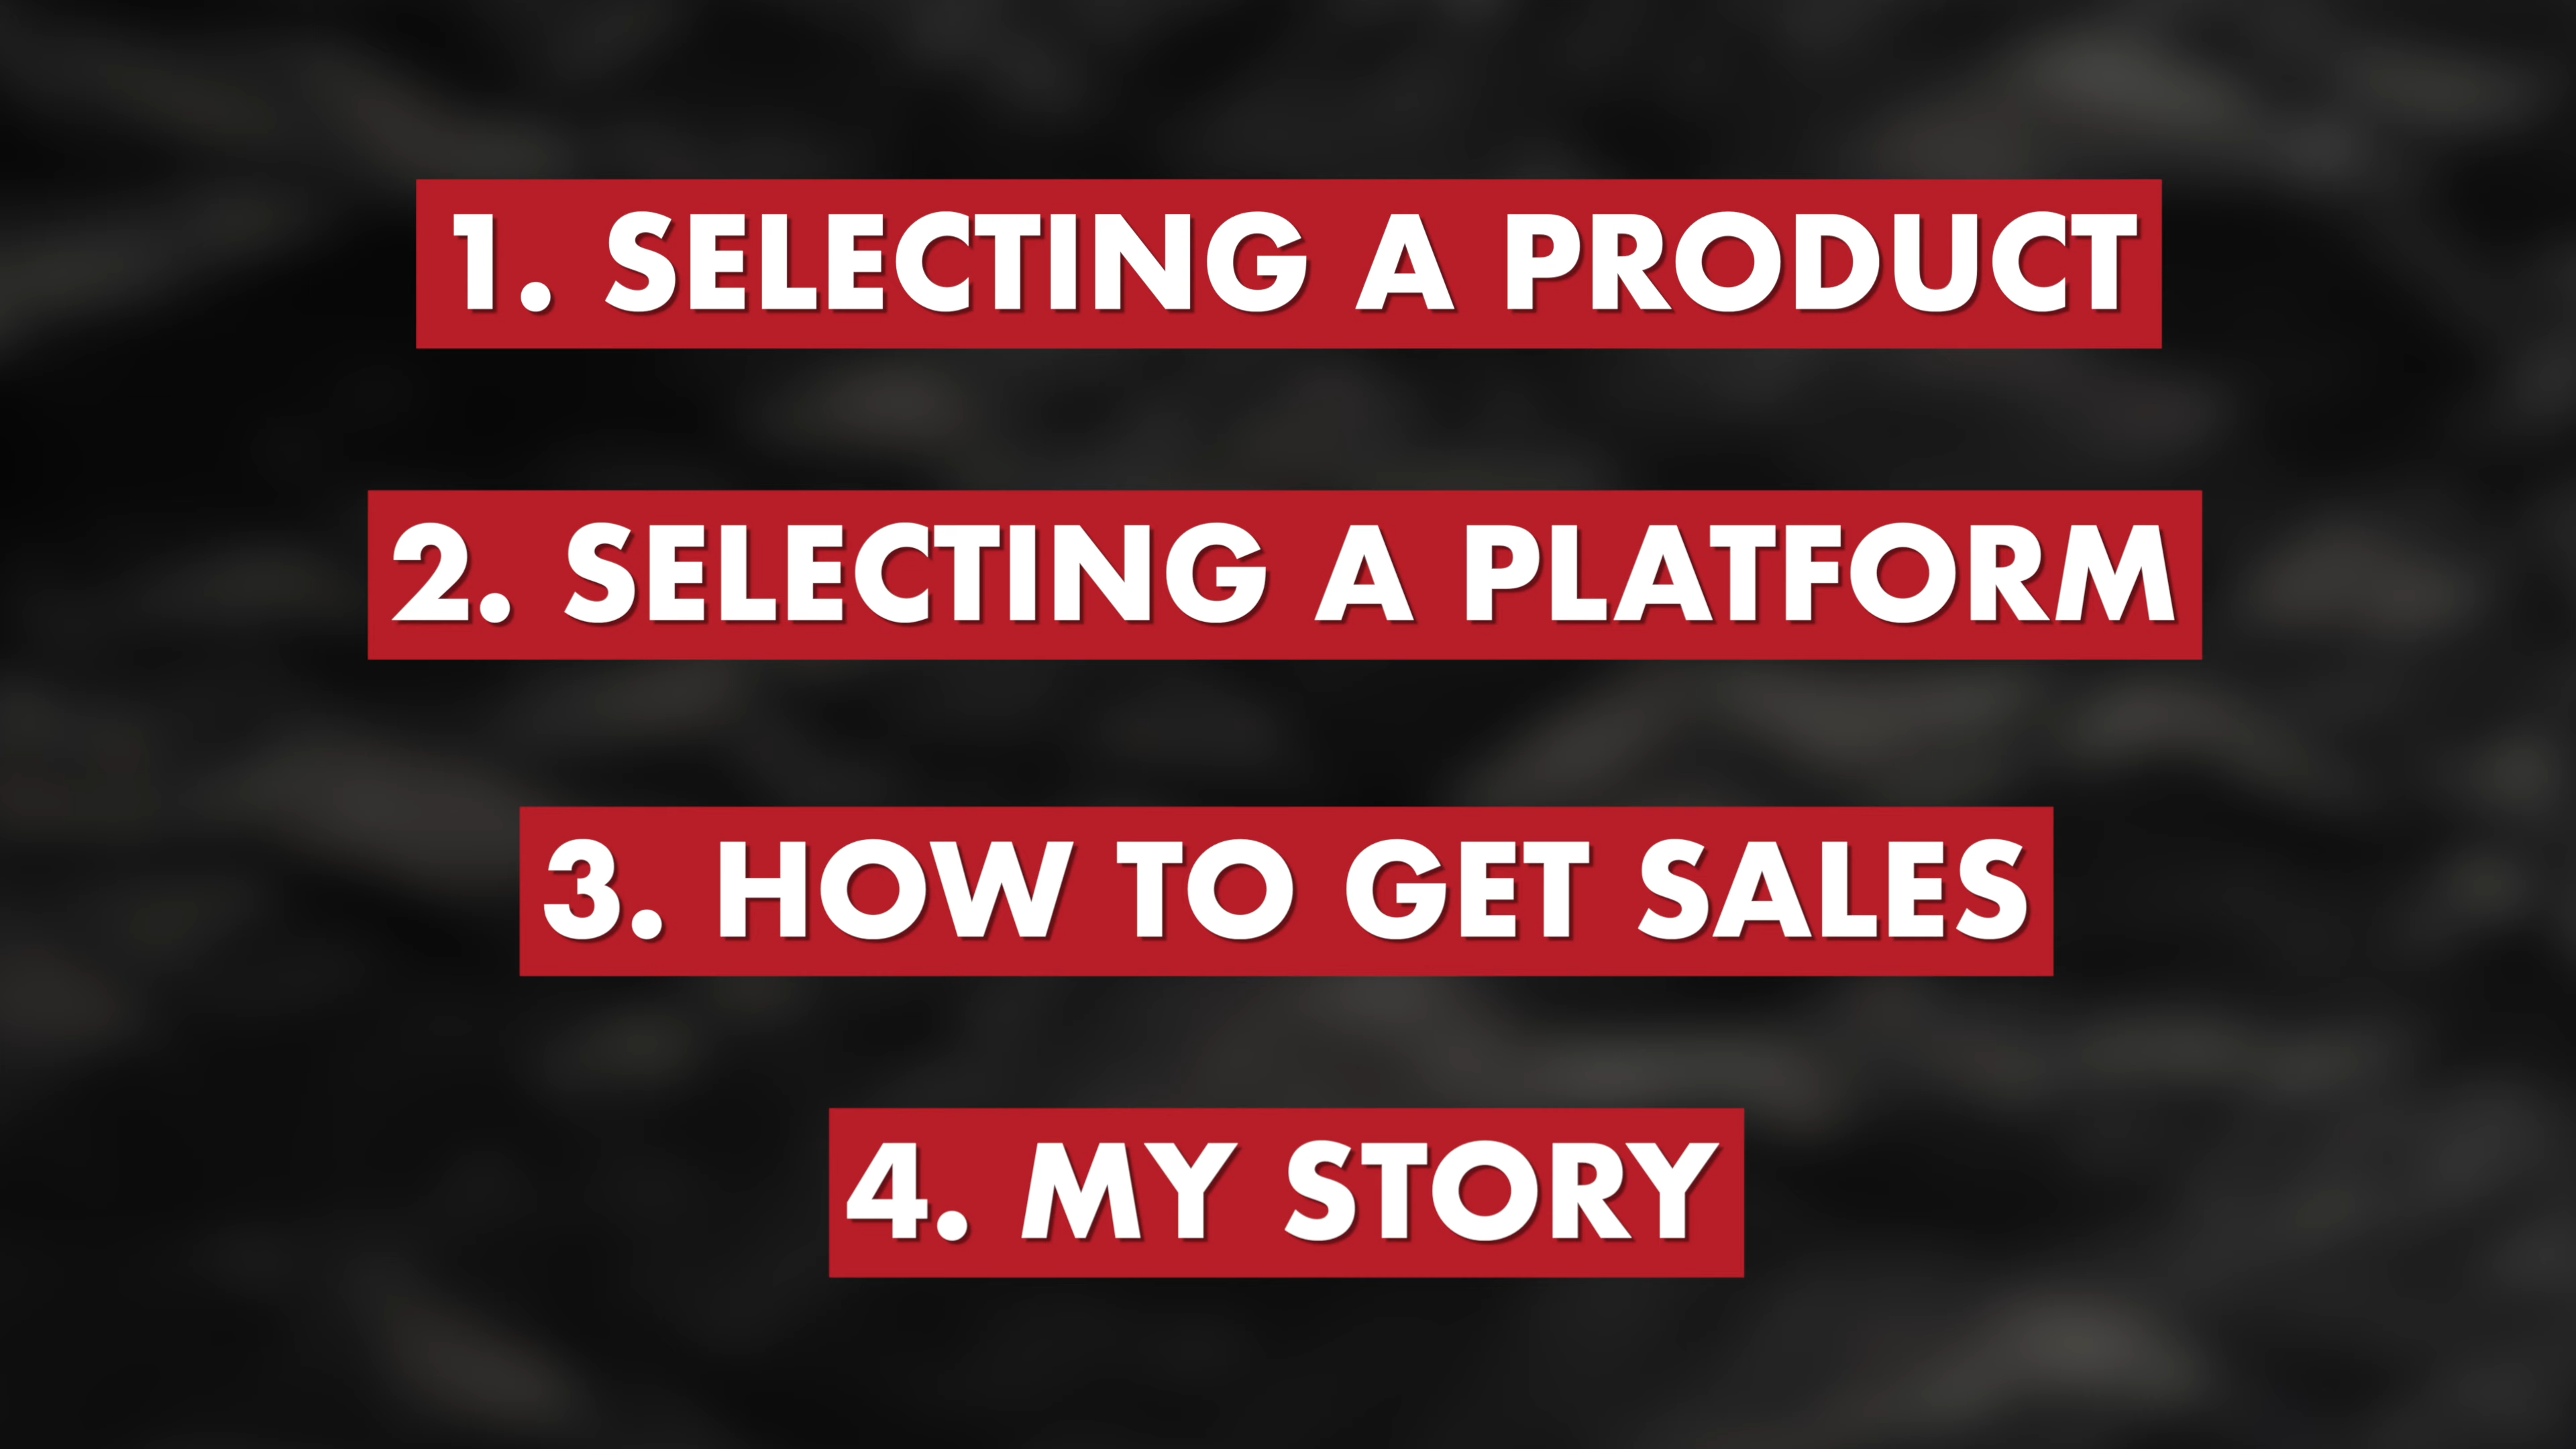 1. SELECTING A PRODUCT
2. SELECTING A PLATFORM
3. HOW TO GET SALES
4. MY STORY